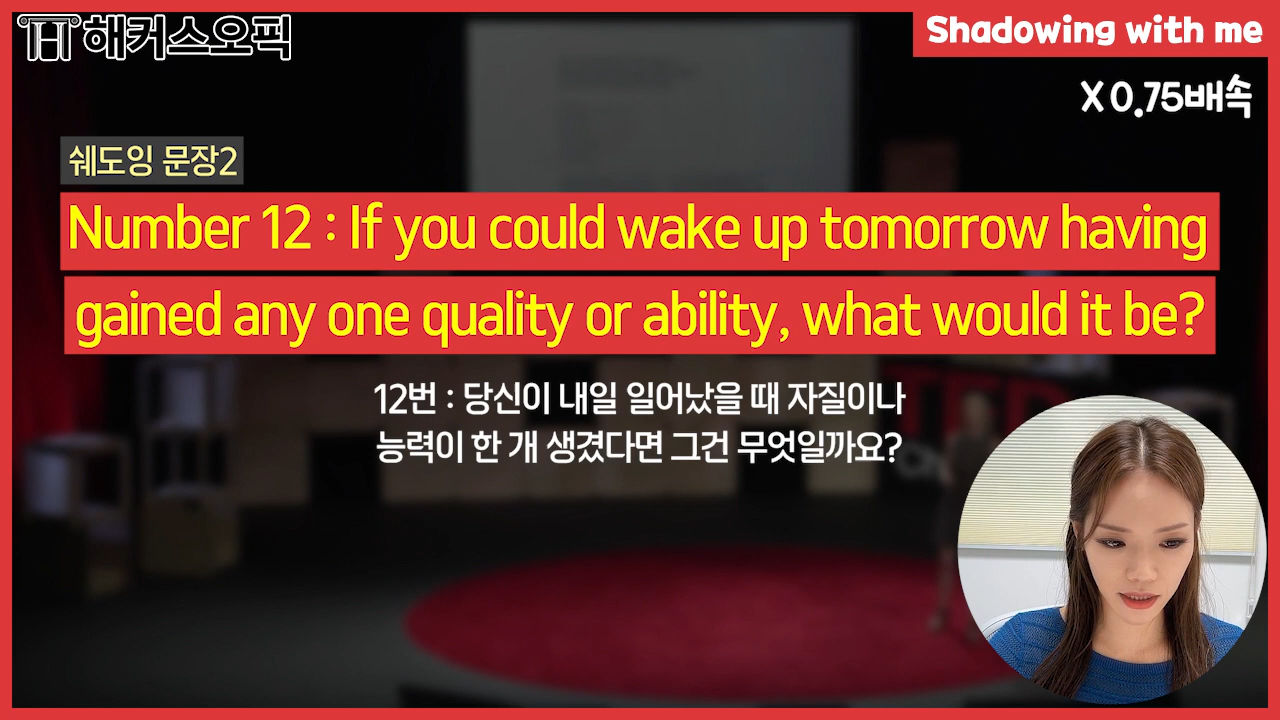 해커스오픽
Shadowing with me
X 0.75배속
쉐도잉 문장2
Number 12 : If you could wake up tomorrow having
gained any one quality or ability, what would it be?
12번 : 당신이 내일 일어났을 때 자질이나
능력이 한 개 생겼다면 그건 무엇일까요?